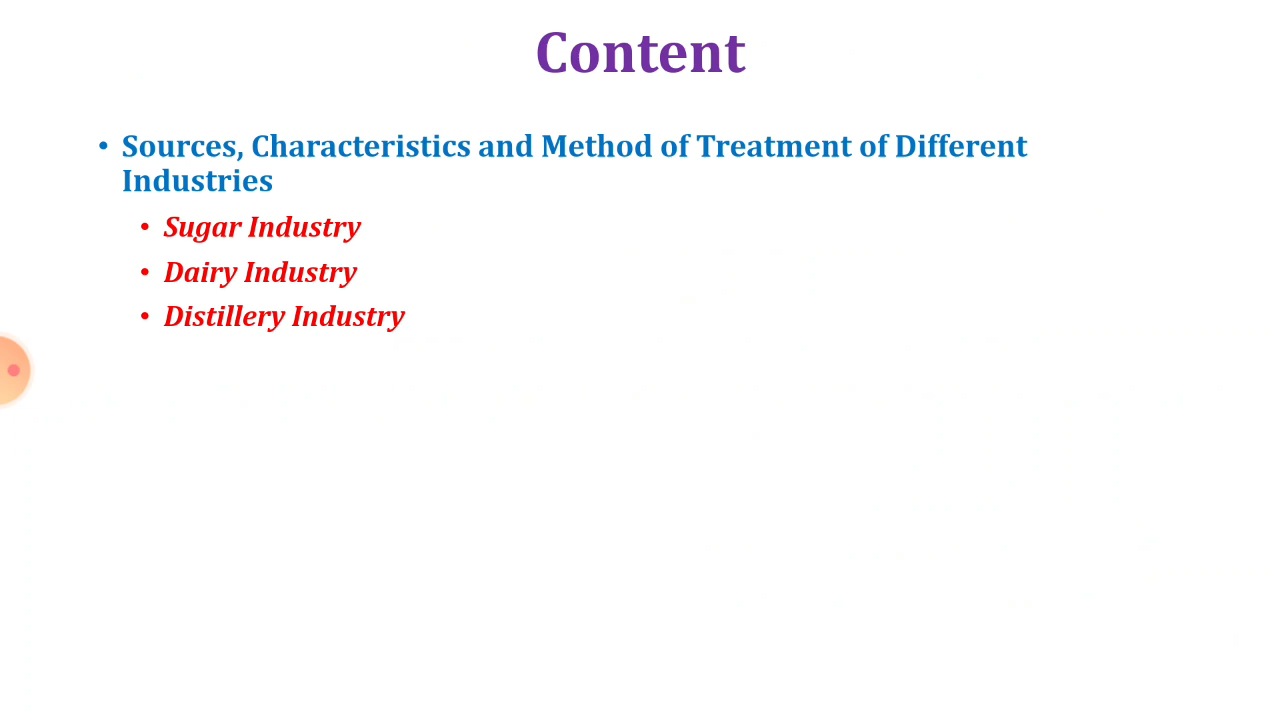 Content
• Sources, Characteristics and Method of Treatment of Different
Industries
• Sugar Industry
• Dairy Industry
• Distillery Industry